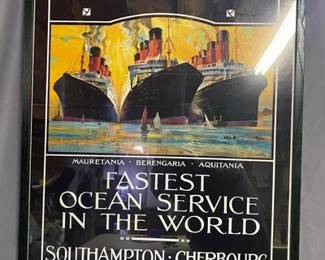 MAURETANIA · BERENGARIA · AQUITANIA
FASTEST
OCEAN SERVICE
IN THE WORLD
SOUTHAMPTON · CHERBOURG